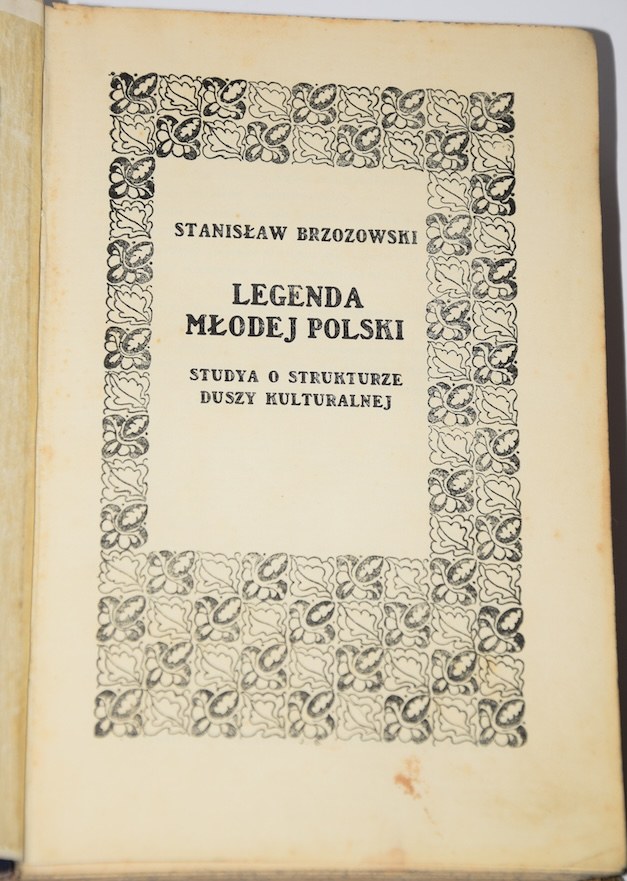 STANISŁAW BRZOZOWSKI
LEGENDA
MŁODEJ POLSKI
STUDYA O STRUKTURZE
DUSZY KULTURALNEJ